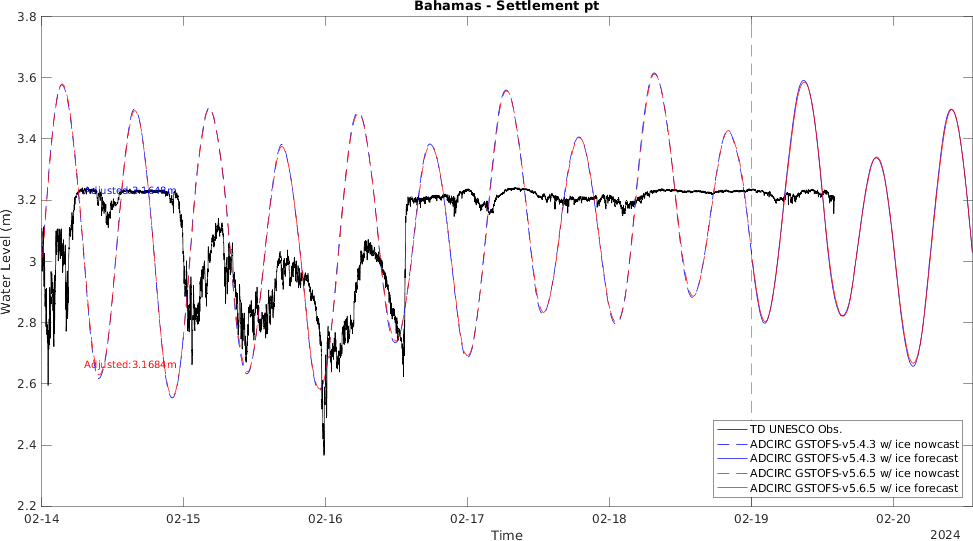 Bahamas - Settlement pt
3.8
3.6
3.4
3.2
3
2.8
2.6
2.4
2.2
Water Level (m)
Adjusted:3.1648m
Adjusted:3.1684m
TD UNESCO Obs.
ADCIRC GSTOFS-v5.4.3 w/ ice nowcast
ADCIRC GSTOFS-v5.4.3 w/ ice forecast
ADCIRC GSTOFS-v5.6.5 w/ ice nowcast
ADCIRC GSTOFS-v5.6.5 w/ ice forecast
02-14 02-15 02-16 02-17 02-18 02-19 02-20
Time
2024